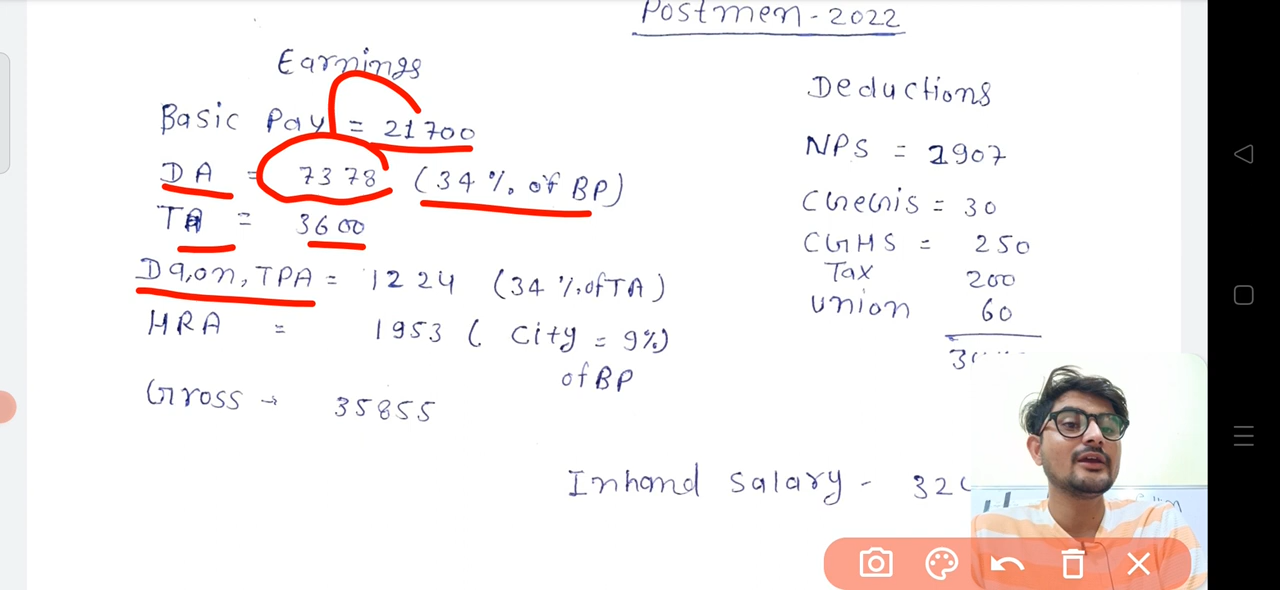 Postmen - 2022
Earnings
Basic Pay = 21700
DA = 7378 (34% of BP)
TA = 3600
Da,on,TPA = 1224 (34% of TA)
HRA = 1953 ( City = 9%)
of BP
Gross → 35855
Deductions
NPS = 2907
CGEGIS = 30
CGHS = 250
Tax 200
Union 60
Inhand Salary -